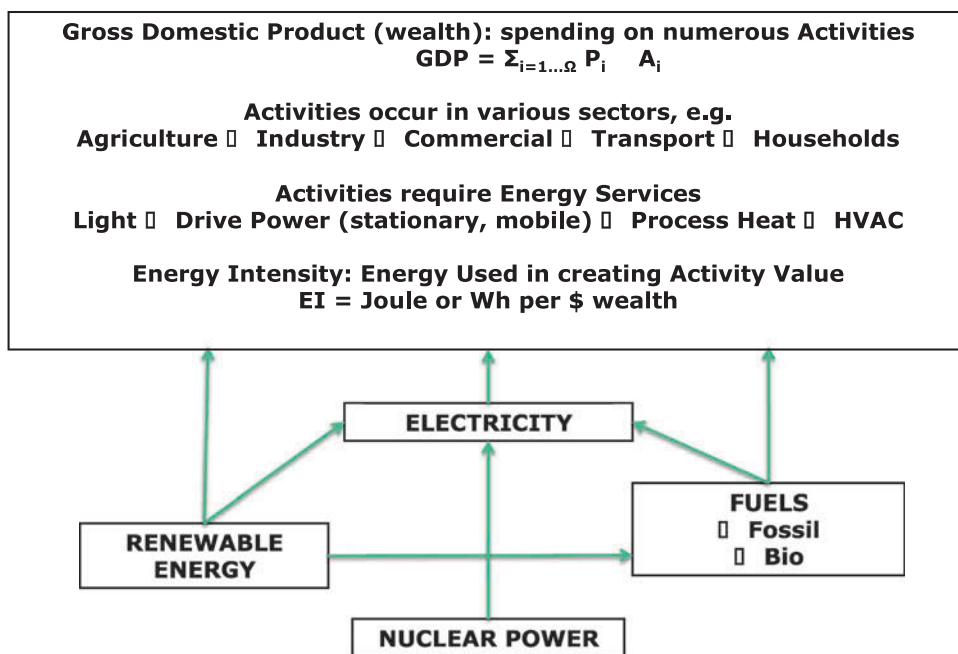 Gross Domestic Product (wealth): spending on numerous Activities
GDP = Σi=1...Ω Pi Ai
Activities occur in various sectors, e.g.
Agriculture ▯ Industry ▯ Commercial ▯ Transport ▯ Households
Activities require Energy Services
Light ▯ Drive Power (stationary, mobile) ▯ Process Heat ▯ HVAC
Energy Intensity: Energy Used in creating Activity Value
EI = Joule or Wh per $ wealth
ELECTRICITY
FUELS
▯ Fossil
▯ Bio
RENEWABLE
ENERGY
NUCLEAR POWER